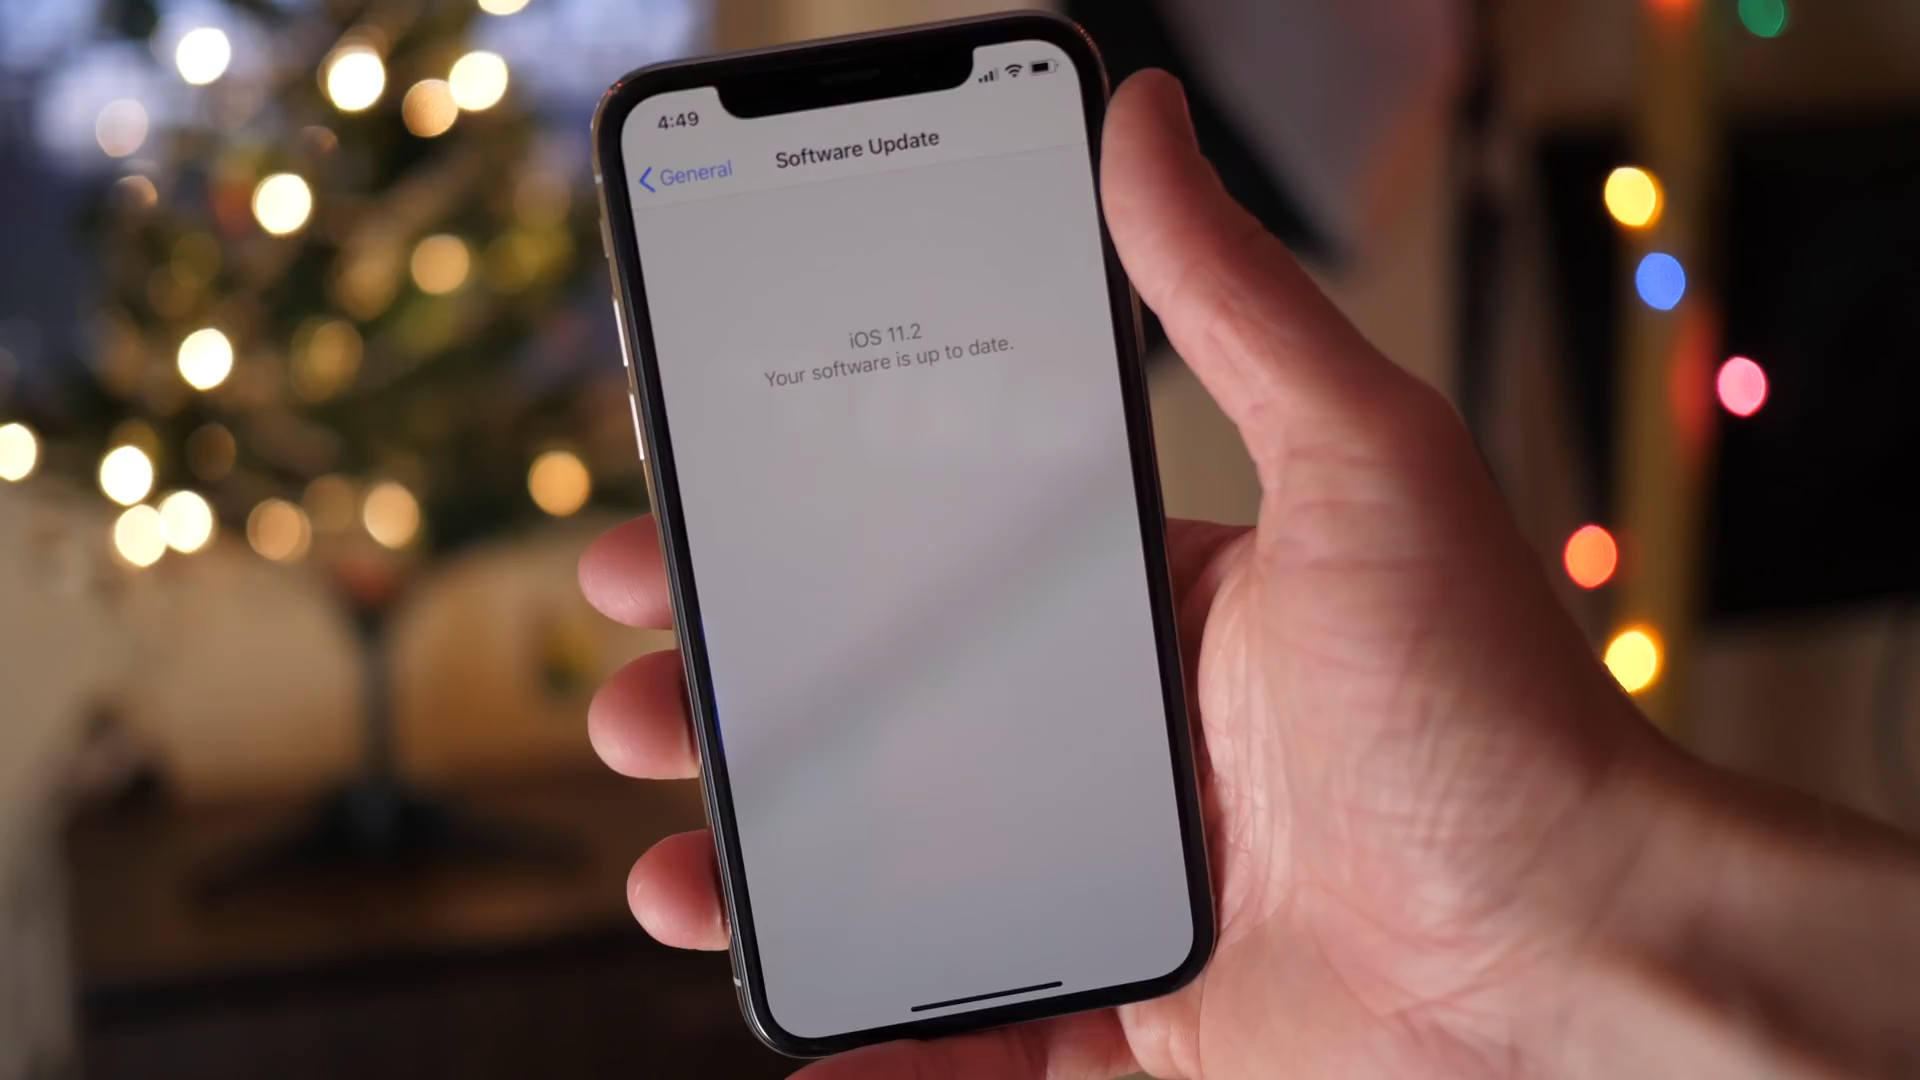 4:49
General
Software Update
iOS 11.2
Your software is up to date.